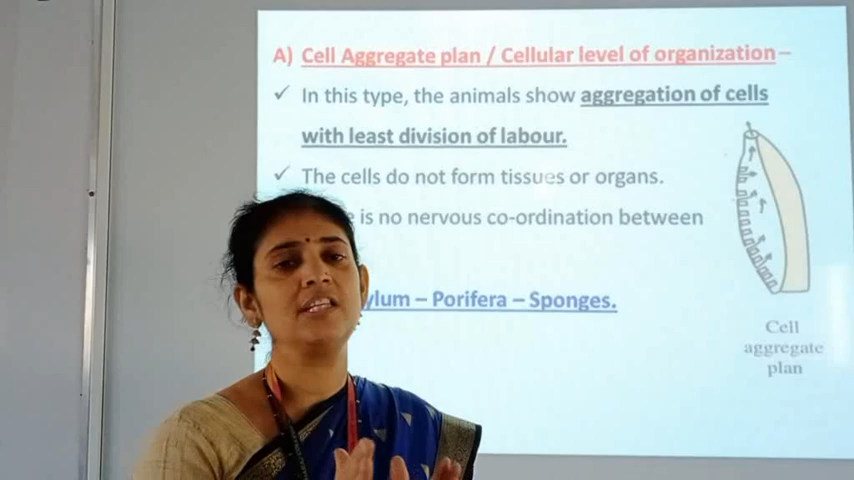 A) Cell Aggregate plan / Cellular level of organization–
✓ In this type, the animals show aggregation of cells
with least division of labour.
✓ The cells do not form tissues or organs.
is no nervous co-ordination between
– Porifera – Sponges.
Cell
aggregate
plan